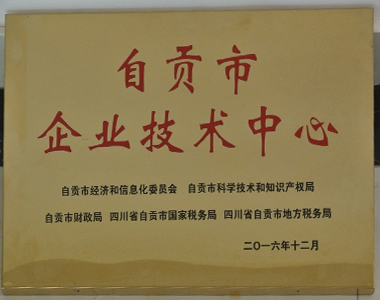 自贡市
企业技术中心
自贡市经济和信息化委员会 自贡市科学技术和知识产权局
自贡市财政局 四川省自贡市国家税务局 四川省自贡市地方税务局
二〇一六年十二月